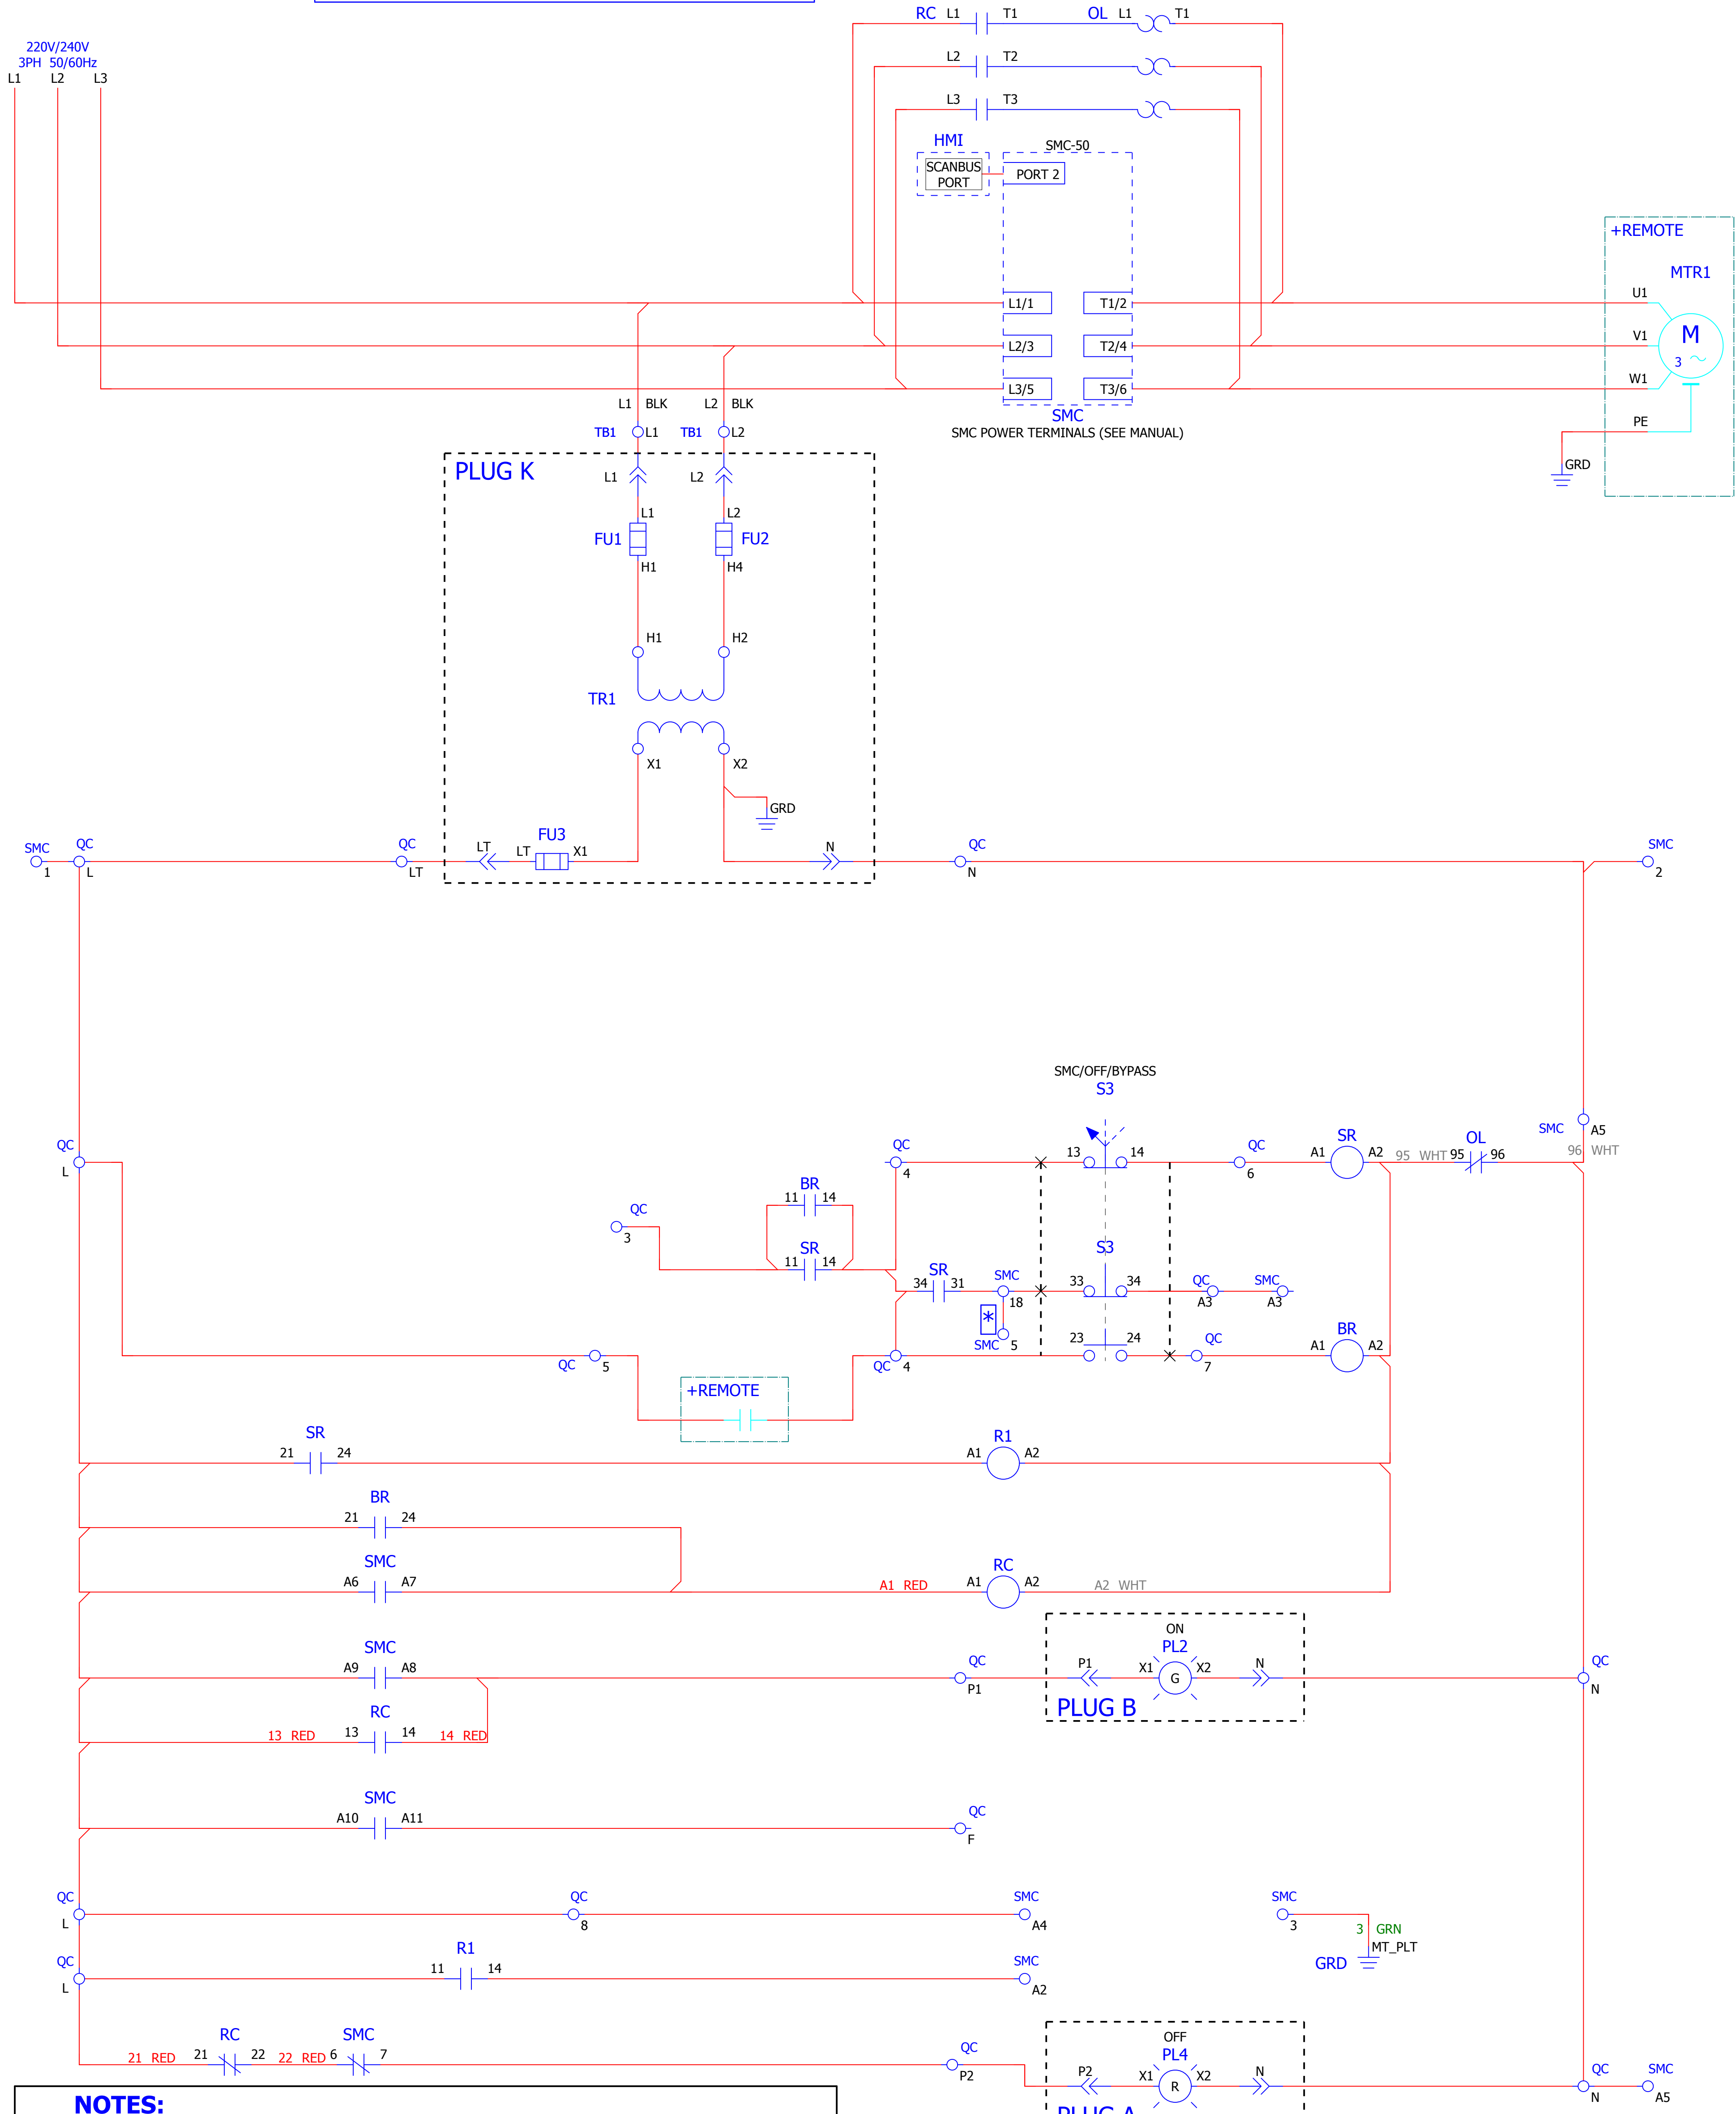 RC L1 T1 OL L1 T1
220V/240V
3PH 50/60Hz
L1 L2 L3
L2 T2
L3 T3
HMI
SMC-50
SCANBUS
PORT
PORT 2
+REMOTE
MTR1
L1/1 T1/2 U1
L2/3 T2/4 V1
M
3
L3/5 T3/6 W1
L1 BLK L2 BLK
SMC
SMC POWER TERMINALS (SEE MANUAL)
PE
TB1 L1 TB1 L2
GRD
PLUG K
L1 L2
L1 L2
FU1 FU2
H1 H4
H1 H2
TR1
X1 X2
GRD
SMC QC QC FU3 QC SMC
LT LT X1 N
1 L LT N 2
SMC/OFF/BYPASS
S3
SMC A5
QC QC 13 14 QC SR OL
A1 A2 95 WHT 95 96 96 WHT
L 4 6
BR
11 14
QC
3
SR
11 14
S3
SR SMC QC SMC
34 31 33 34
18 A3 A3
*
SMC 5
23 24 QC BR
A1 A2
QC 5 QC 4 7
+REMOTE
SR R1
21 24 A1 A2
BR
21 24
SMC RC
A6 A7 A1 RED A1 A2 A2 WHT
ON
SMC PL2
A9 A8 QC P1 X1 G X2 N QC
P1 N
PLUG B
RC
13 RED 13 14 14 RED
SMC
A10 A11 QC
F
QC QC SMC SMC
L 8 A4 3
3 GRN
MT_PLT
GRD
QC R1 SMC
11 14
L A2
OFF
RC SMC QC PL4
21 RED 21 22 22 RED 6 7 P2 P2 X1 R X2 N QC SMC
N A5
NOTES:
PLUG A